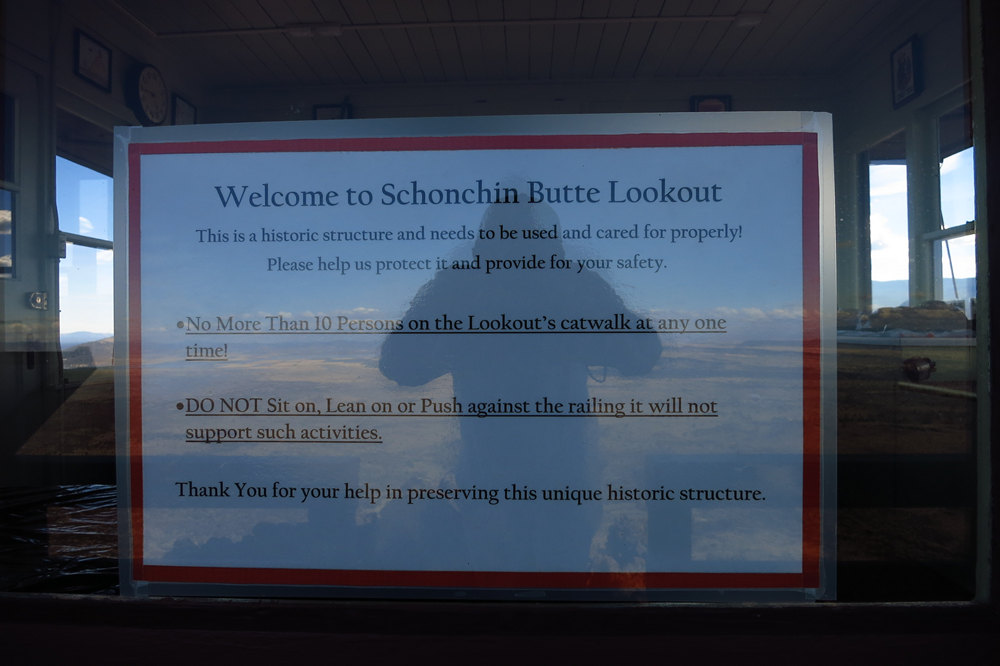 Welcome to Schonchin Butte Lookout
This is a historic structure and needs to be used and cared for properly!
Please help us protect it and provide for your safety.
•No More Than 10 Persons on the Lookout's catwalk at any one
time!
•DO NOT Sit on, Lean on or Push against the railing it will not
support such activities.
Thank You for your help in preserving this unique historic structure.